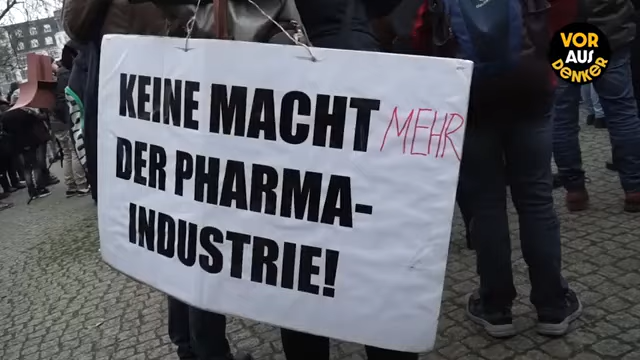 VOR
AUS
DENKER
KEINE MACHT MEHR
DER PHARMA-
INDUSTRIE!